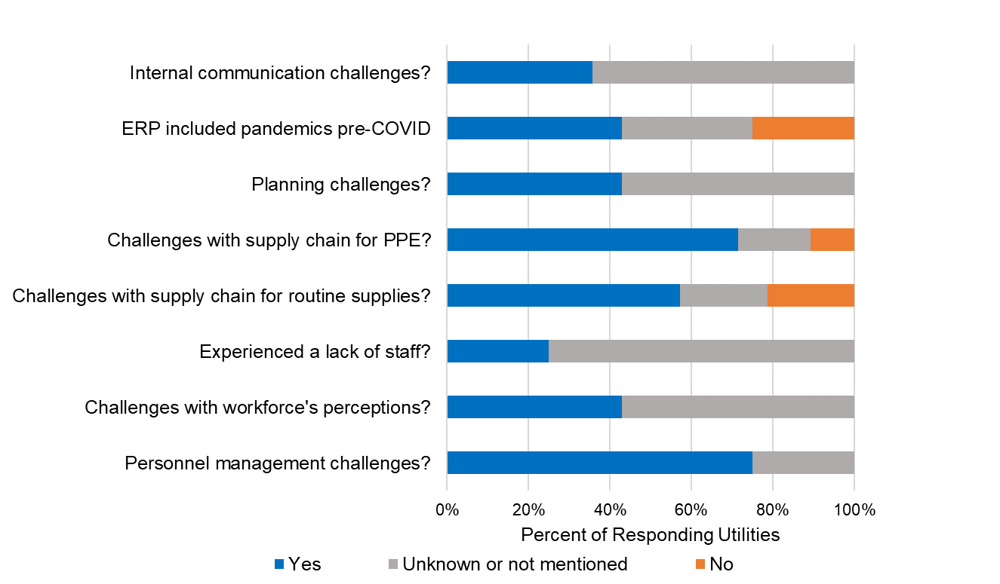 Internal communication challenges?
ERP included pandemics pre-COVID
Planning challenges?
Challenges with supply chain for PPE?
Challenges with supply chain for routine supplies?
Experienced a lack of staff?
Challenges with workforce's perceptions?
Personnel management challenges?
0% 20% 40% 60% 80% 100%
Percent of Responding Utilities
Yes Unknown or not mentioned No